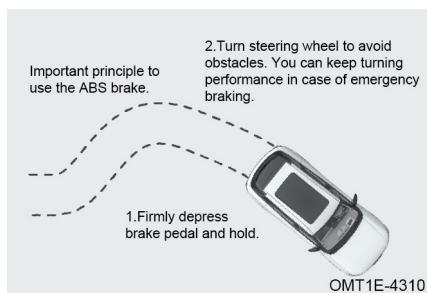 Important principle to
use the ABS brake.
2.Turn steering wheel to avoid
obstacles. You can keep turning
performance in case of emergency
braking.
1.Firmly depress
brake pedal and hold.
OMT1E-4310